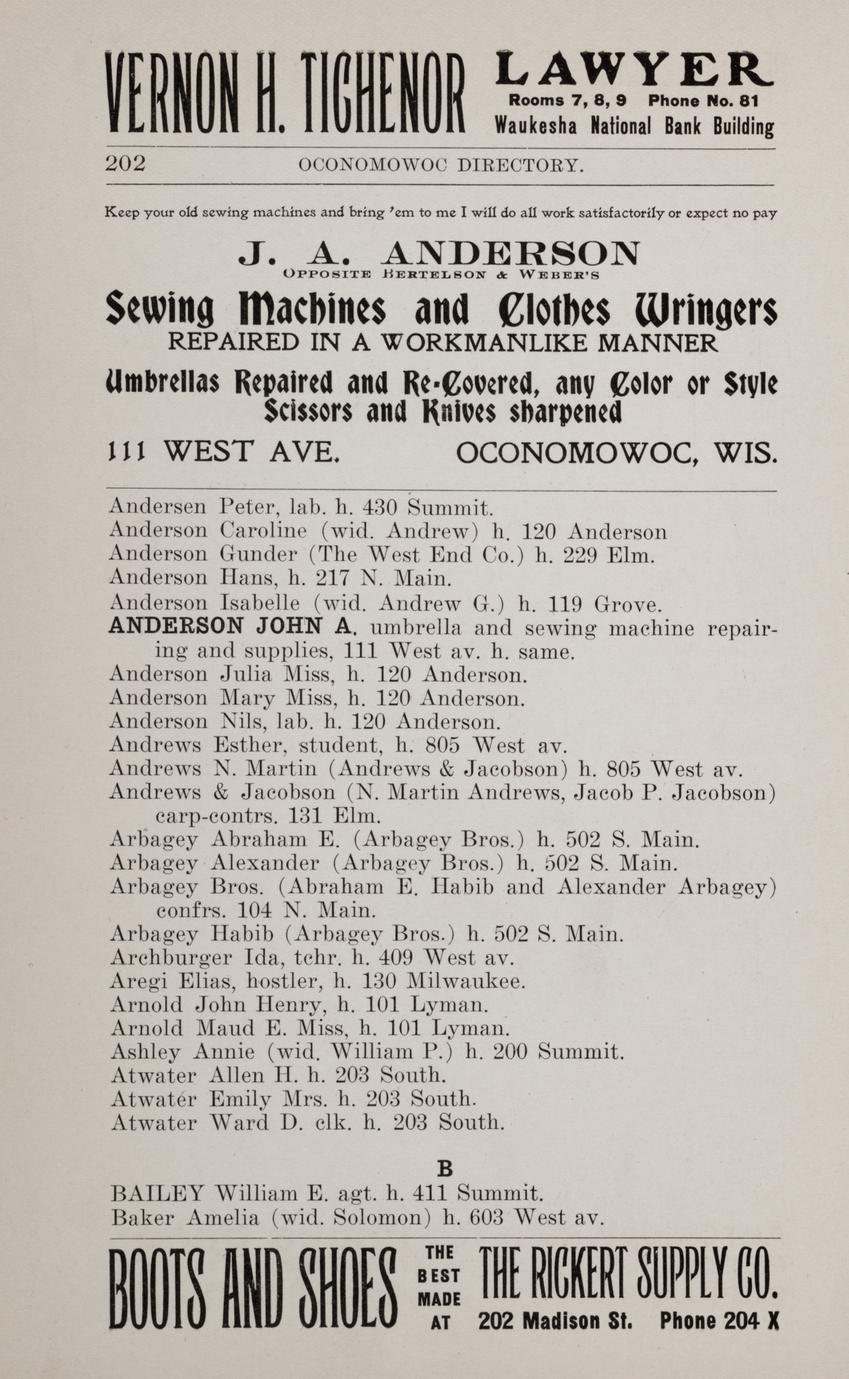 VERNON H. TICHENOR
LAWYER
Rooms 7, 8, 9 Phone No. 81
Waukesha National Bank Building
202 OCONOMOWOC DIRECTORY.
Keep your old sewing machines and bring 'em to me I will do all work satisfactorily or expect no pay
J. A. ANDERSON
OPPOSITE BERTELSON & WEBER'S
Sewing Machines and Clothes Wringers
REPAIRED IN A WORKMANLIKE MANNER
Umbrellas Repaired and Re-Covered, any Color or Style
Scissors and Knives sharpened
111 WEST AVE. OCONOMOWOC, WIS.
Andersen Peter, lab. h. 430 Summit.
Anderson Caroline (wid. Andrew) h. 120 Anderson
Anderson Gunder (The West End Co.) h. 229 Elm.
Anderson Hans, h. 217 N. Main.
Anderson Isabelle (wid. Andrew G.) h. 119 Grove.
ANDERSON JOHN A. umbrella and sewing machine repair-
ing and supplies, 111 West av. h. same.
Anderson Julia Miss, h. 120 Anderson.
Anderson Mary Miss, h. 120 Anderson.
Anderson Nils, lab. h. 120 Anderson.
Andrews Esther, student, h. 805 West av.
Andrews N. Martin (Andrews & Jacobson) h. 805 West av.
Andrews & Jacobson (N. Martin Andrews, Jacob P. Jacobson)
carp-contrs. 131 Elm.
Arbagey Abraham E. (Arbagey Bros.) h. 502 S. Main.
Arbagey Alexander (Arbagey Bros.) h. 502 S. Main.
Arbagey Bros. (Abraham E. Habib and Alexander Arbagey)
confrs. 104 N. Main.
Arbagey Habib (Arbagey Bros.) h. 502 S. Main.
Archburger Ida, tchr. h. 409 West av.
Aregi Elias, hostler, h. 130 Milwaukee.
Arnold John Henry, h. 101 Lyman.
Arnold Maud E. Miss, h. 101 Lyman.
Ashley Annie (wid. William P.) h. 200 Summit.
Atwater Allen H. h. 203 South.
Atwater Emily Mrs. h. 203 South.
Atwater Ward D. clk. h. 203 South.
B
BAILEY William E. agt. h. 411 Summit.
Baker Amelia (wid. Solomon) h. 603 West av.
BOOTS AND SHOES
THE
BEST
MADE
AT
THE RICKERT SUPPLY CO.
202 Madison St. Phone 204 X